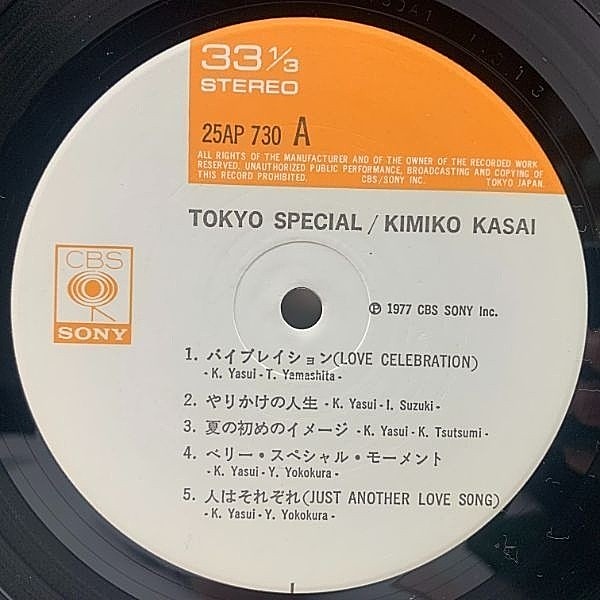 33 1/3
STEREO
25AP 730 A
ALL RIGHTS OF THE MANUFACTURER AND OF THE OWNER OF THE RECORDED WORK
RESERVED. UNAUTHORIZED PUBLIC PERFORMANCE, BROADCASTING AND COPYING OF
THIS RECORD PROHIBITED. CBS/SONY INC. TOKYO JAPAN.
TOKYO SPECIAL / KIMIKO KASAI
CBS
SONY
℗ 1977 CBS SONY Inc.
1. バイブレイション(LOVE CELEBRATION)
- K. Yasui - T. Yamashita -
2. やりかけの人生 - K. Yasui - I. Suzuki -
3. 夏の初めのイメージ - K. Yasui - K. Tsutsumi -
4. ベリー・スペシャル・モーメント
- K. Yasui - Y. Yokokura -
5. 人はそれぞれ(JUST ANOTHER LOVE SONG)
- K. Yasui - Y. Yokokura -